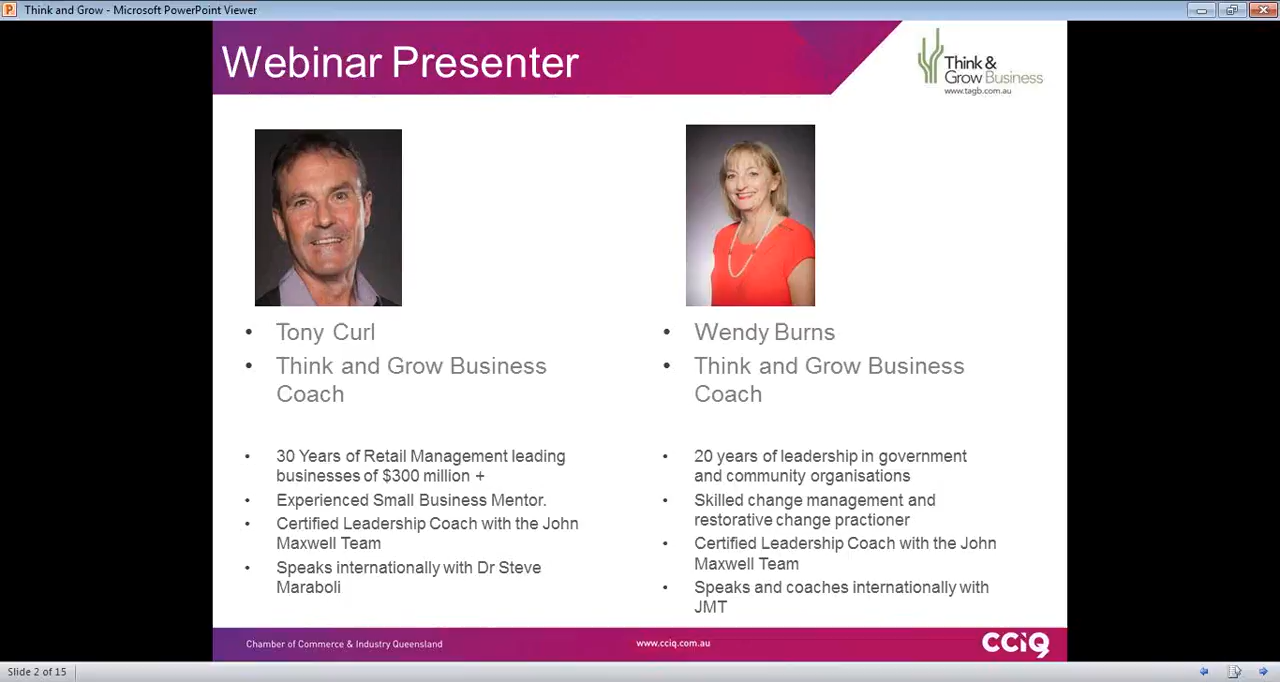 Think and Grow - Microsoft PowerPoint Viewer
Webinar Presenter
Think &
Grow Business
www.tagb.com.au
• Tony Curl
• Think and Grow Business
Coach
• 30 Years of Retail Management leading
businesses of $300 million +
• Experienced Small Business Mentor.
• Certified Leadership Coach with the John
Maxwell Team
• Speaks internationally with Dr Steve
Maraboli
• Wendy Burns
• Think and Grow Business
Coach
• 20 years of leadership in government
and community organisations
• Skilled change management and
restorative change practioner
• Certified Leadership Coach with the John
Maxwell Team
• Speaks and coaches internationally with
JMT
Chamber of Commerce & Industry Queensland
www.cciq.com.au
CCIQ
Slide 2 of 15